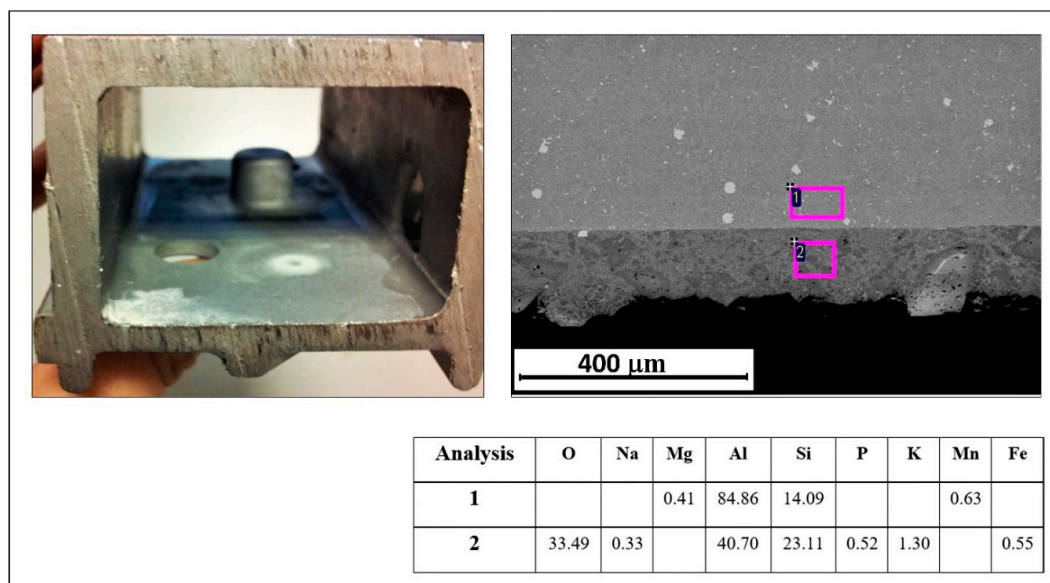 1
2
400 μm
Analysis O Na Mg Al Si P K Mn Fe
1 0.41 84.86 14.09 0.63
2 33.49 0.33 40.70 23.11 0.52 1.30 0.55